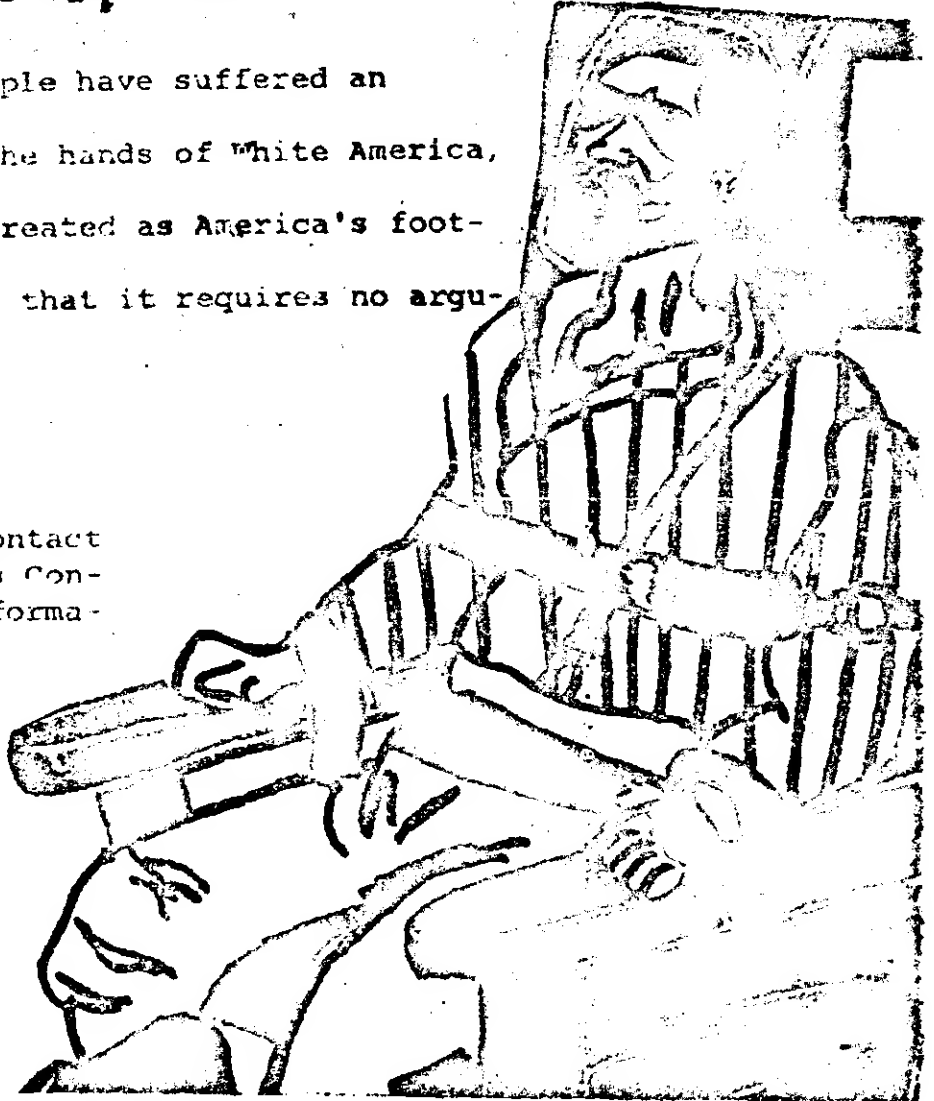 ple have suffered an
he hands of White America,
reated as America's foot-
that it requires no argu-
ontact
s Con-
forma-